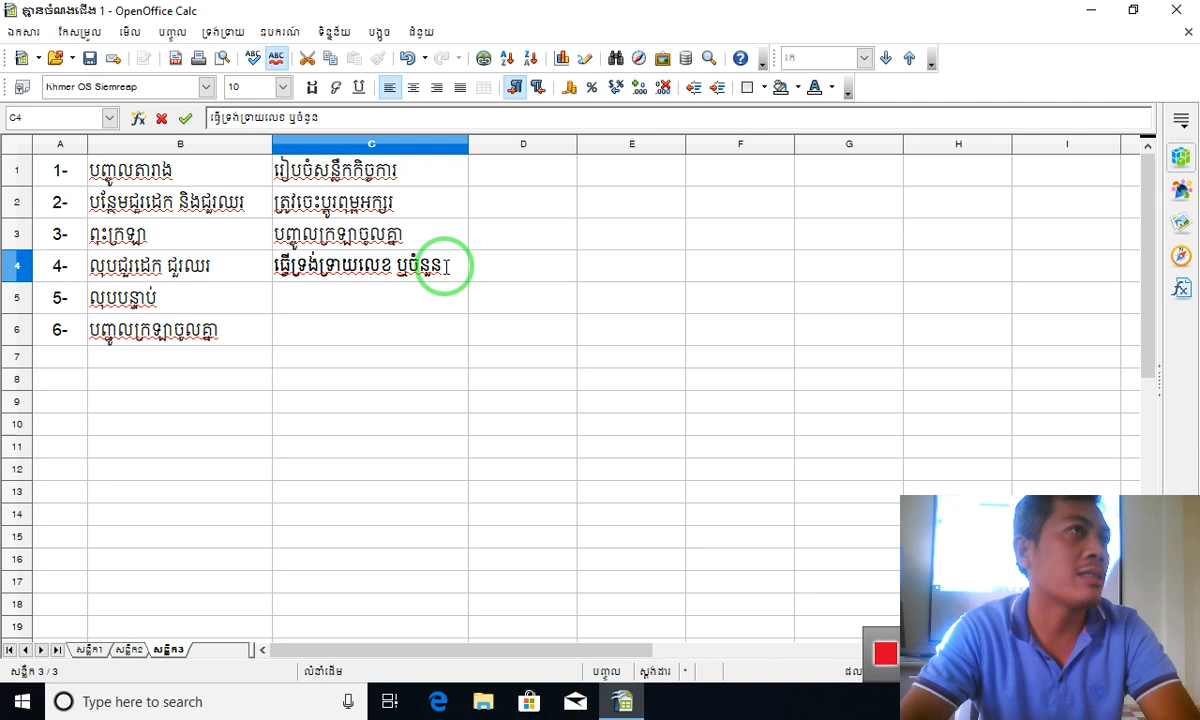 គ្មានចំណងជើង 1 - OpenOffice Calc
ឯកសារ កែសម្រួល មើល បញ្ចូល ទ្រង់ទ្រាយ ឧបករណ៍ ទិន្នន័យ បង្អួច ជំនួយ
រក
Khmer OS Siemreap 10
C4 ធ្វើទ្រង់ទ្រាយលេខ ឬចំនួន
A B C D E F G H I
1 1- បញ្ចូលតារាង រៀបចំសន្លឹកកិច្ចការ
2 2- បន្ថែមជួរដេក និងជួរឈរ ត្រូវចេះប្តូរពុម្ពអក្សរ
3 3- ពុះក្រឡា បញ្ចូលក្រឡាចូលគ្នា
4 4- លុបជួរដេក ជួរឈរ ធ្វើទ្រង់ទ្រាយលេខ ឬចំនួន
5 5- លុបបន្ទាប់
6 6- បញ្ចូលក្រឡាចូលគ្នា
7
8
9
10
11
12
13
14
15
16
17
18
19
សន្លឹក១ សន្លឹក២ សន្លឹក៣
សន្លឹក 3 / 3 លំនាំដើម បញ្ចូល ស្តង់ដារ * ផល
Type here to search